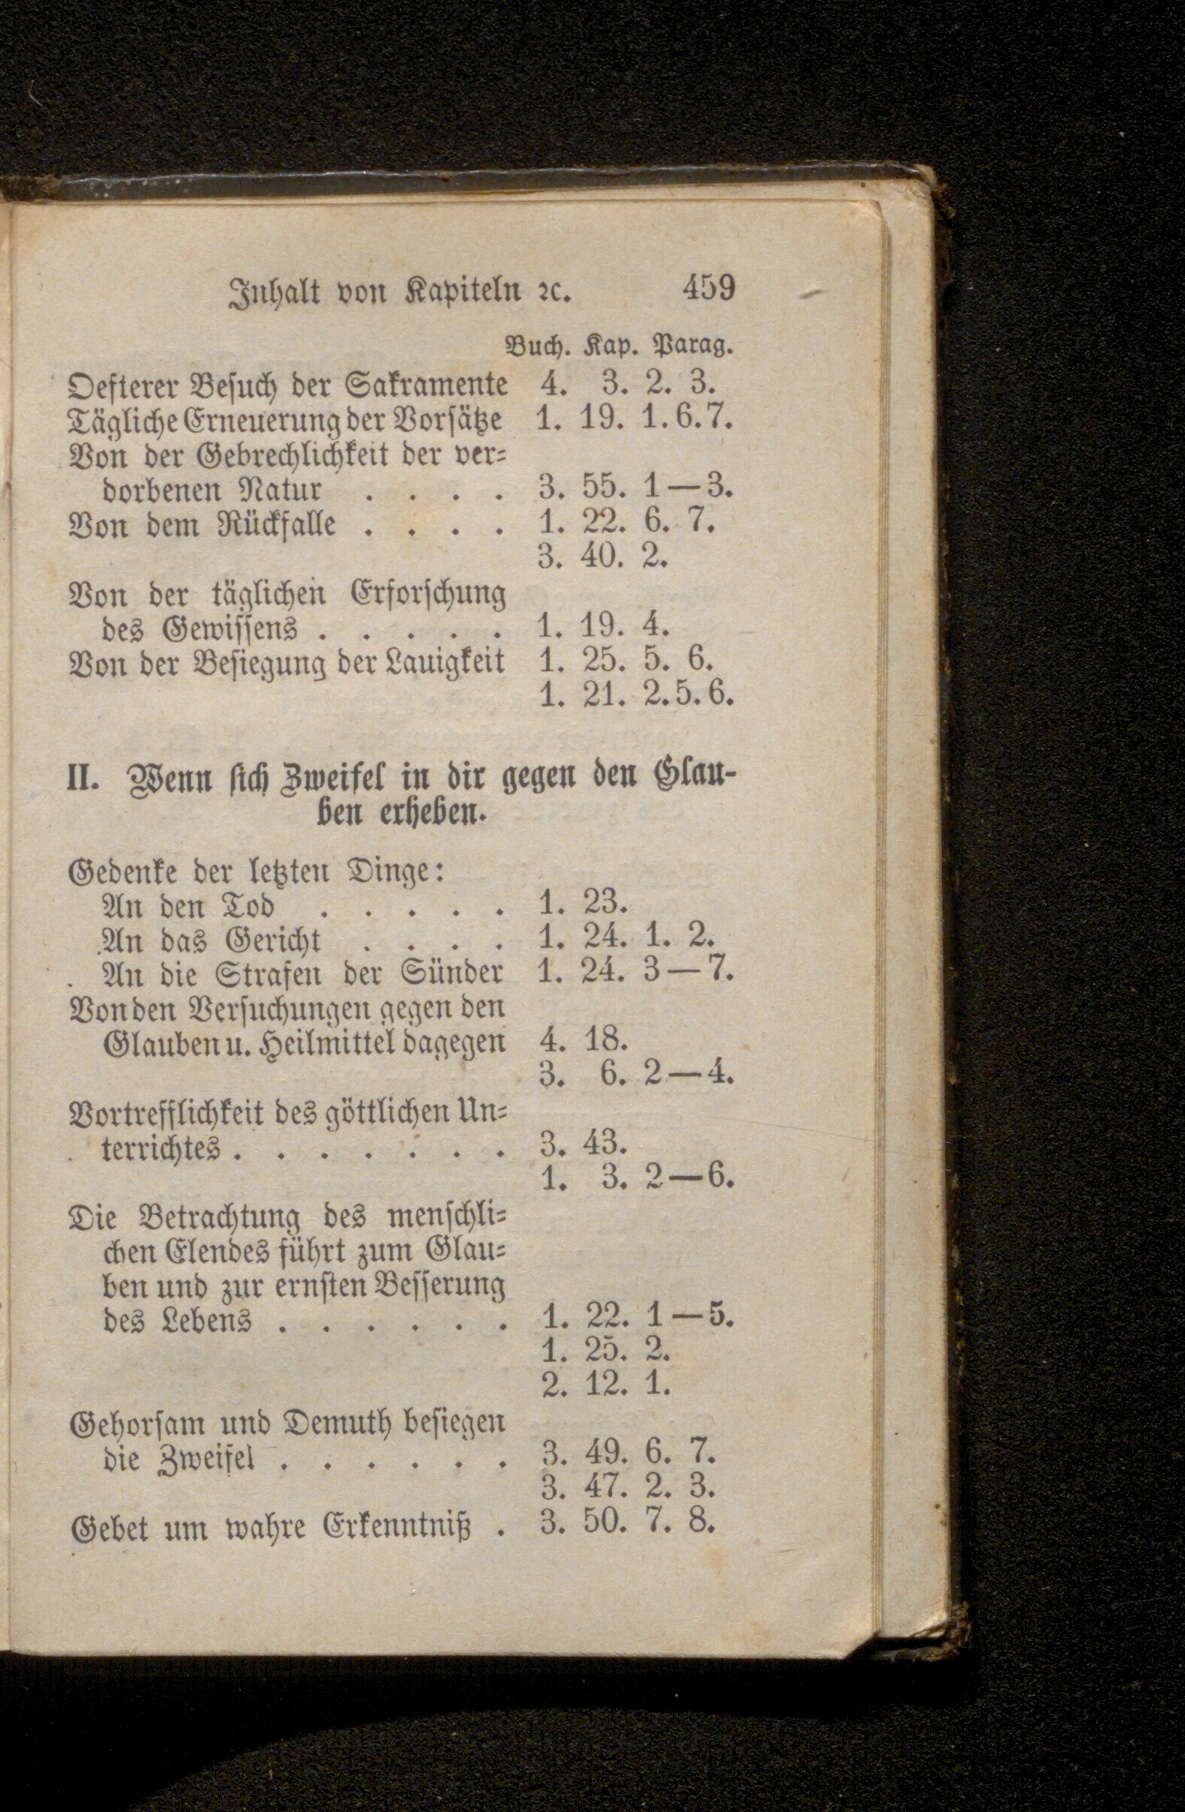 Inhalt von Kapiteln ꝛc. 459
Buch. Kap. Parag.
Oefterer Besuch der Sakramente 4. 3. 2. 3.
Tägliche Erneuerung der Vorsätze 1. 19. 1. 6. 7.
Von der Gebrechlichkeit der ver-
dorbenen Natur . . . . 3. 55. 1—3.
Von dem Rückfalle . . . . 1. 22. 6. 7.
3. 40. 2.
Von der täglichen Erforschung
des Gewissens . . . . . 1. 19. 4.
Von der Besiegung der Lauigkeit 1. 25. 5. 6.
1. 21. 2. 5. 6.
II. Wenn sich Zweifel in dir gegen den Glau-
ben erheben.
Gedenke der letzten Dinge:
An den Tod . . . . . 1. 23.
An das Gericht . . . . 1. 24. 1. 2.
An die Strafen der Sünder 1. 24. 3—7.
Von den Versuchungen gegen den
Glauben u. Heilmittel dagegen 4. 18.
3. 6. 2—4.
Vortrefflichkeit des göttlichen Un-
terrichtes . . . . . . . 3. 43.
1. 3. 2—6.
Die Betrachtung des menschli-
chen Elendes führt zum Glau-
ben und zur ernsten Besserung
des Lebens . . . . . . 1. 22. 1—5.
1. 25. 2.
2. 12. 1.
Gehorsam und Demuth besiegen
die Zweifel . . . . . . 3. 49. 6. 7.
3. 47. 2. 3.
Gebet um wahre Erkenntniß . 3. 50. 7. 8.